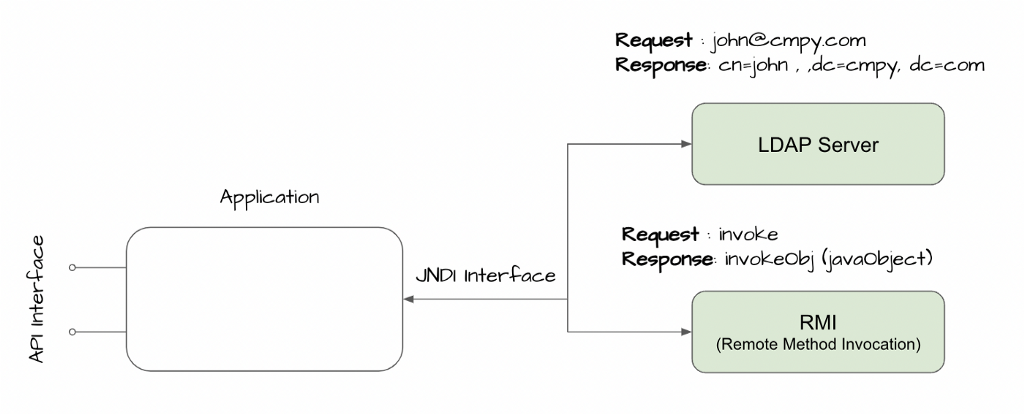 Request : john@cmpy.com
Response: cn=john , ,dc=cmpy, dc=com
LDAP Server
Application
API Interface
JNDI Interface
Request : invoke
Response: invokeObj (javaObject)
RMI
(Remote Method Invocation)